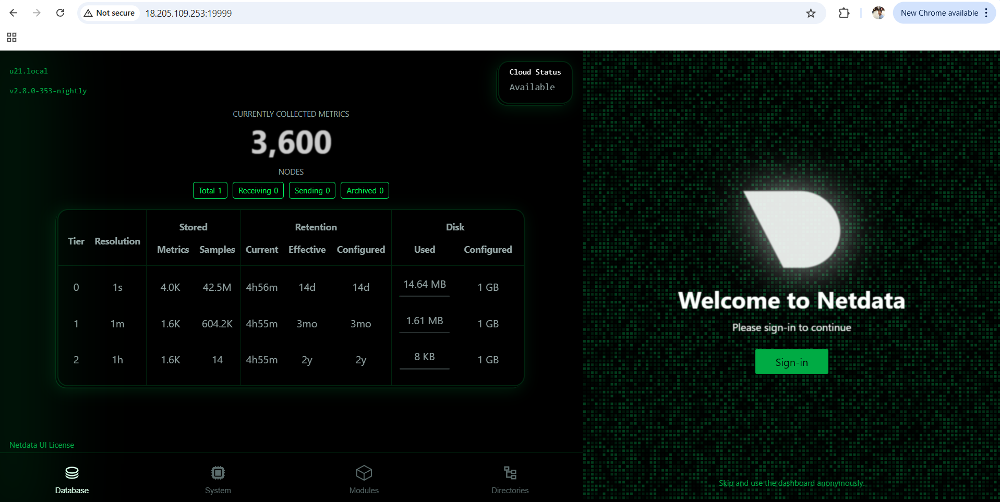 Not secure 18.205.109.253:19999
New Chrome available
u21.local
v2.8.0-353-nightly
Cloud Status
Available
CURRENTLY COLLECTED METRICS
3,600
NODES
Total 1 Receiving 0 Sending 0 Archived 0
Stored Retention Disk
Tier Resolution
Metrics Samples Current Effective Configured Used Configured
0 1s 4.0K 42.5M 4h56m 14d 14d 14.64 MB 1 GB
1 1m 1.6K 604.2K 4h55m 3mo 3mo 1.61 MB 1 GB
2 1h 1.6K 14 4h55m 2y 2y 8 KB 1 GB
Netdata UI License
Database System Modules Directories
Welcome to Netdata
Please sign-in to continue
Sign-in
Skip and use the dashboard anonymously.